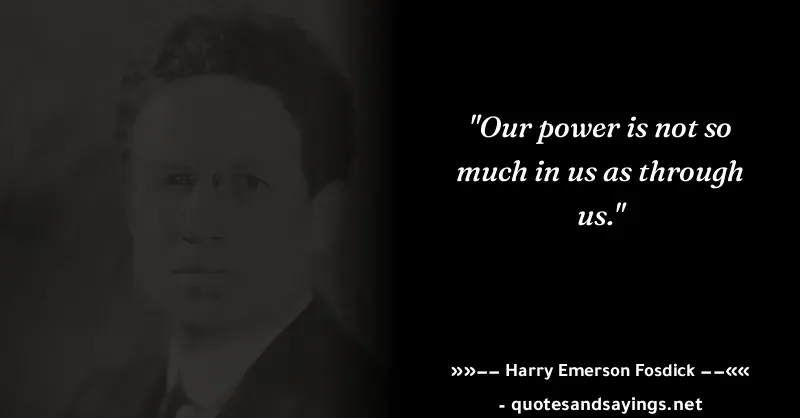 "Our power is not so
much in us as through
us."
»»−− Harry Emerson Fosdick −−««
- quotesandsayings.net